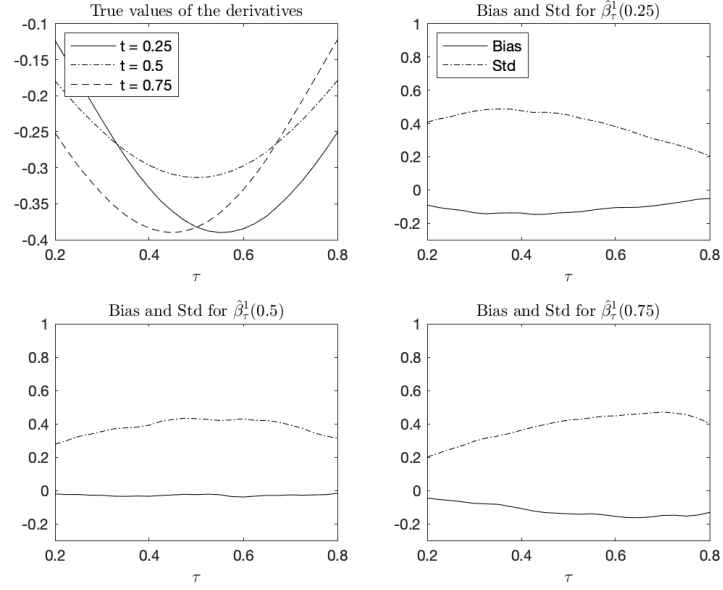 True values of the derivatives
-0.1
-0.15
-0.2
-0.25
-0.3
-0.35
-0.4
t = 0.25
t = 0.5
t = 0.75
0.2 0.4 0.6 0.8
τ
Bias and Std for β̂¹τ(0.25)
1
0.8
0.6
0.4
0.2
0
-0.2
Bias
Std
0.2 0.4 0.6 0.8
τ
Bias and Std for β̂¹τ(0.5)
1
0.8
0.6
0.4
0.2
0
-0.2
0.2 0.4 0.6 0.8
τ
Bias and Std for β̂¹τ(0.75)
1
0.8
0.6
0.4
0.2
0
-0.2
0.2 0.4 0.6 0.8
τ